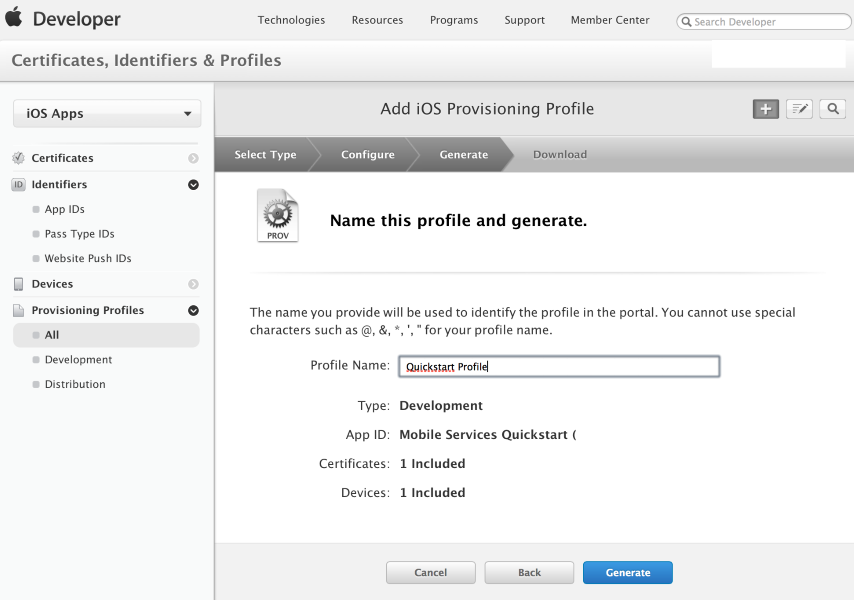 Developer
Technologies
Resources
Programs
Support
Member Center
Search Developer
Certificates, Identifiers & Profiles
iOS Apps
Certificates
ID Identifiers
App IDs
Pass Type IDs
Website Push IDs
Devices
Provisioning Profiles
All
Development
Distribution
Add iOS Provisioning Profile
Select Type
Configure
Generate
Download
PROV
Name this profile and generate.
The name you provide will be used to identify the profile in the portal. You cannot use special
characters such as @, &, *, ', " for your profile name.
Profile Name: Quickstart Profile
Type: Development
App ID: Mobile Services Quickstart (
Certificates: 1 Included
Devices: 1 Included
Cancel
Back
Generate